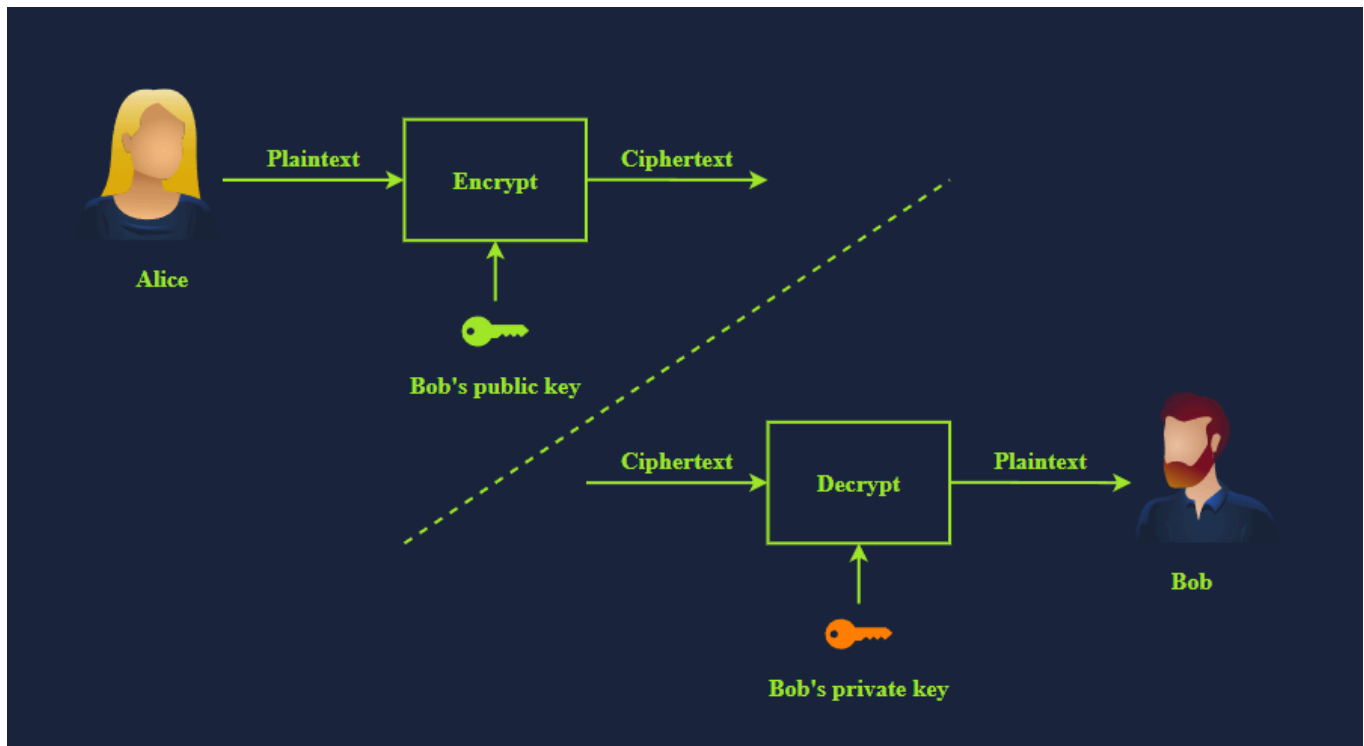 Plaintext
Encrypt
Ciphertext
Alice
Bob's public key
Ciphertext
Decrypt
Plaintext
Bob
Bob's private key